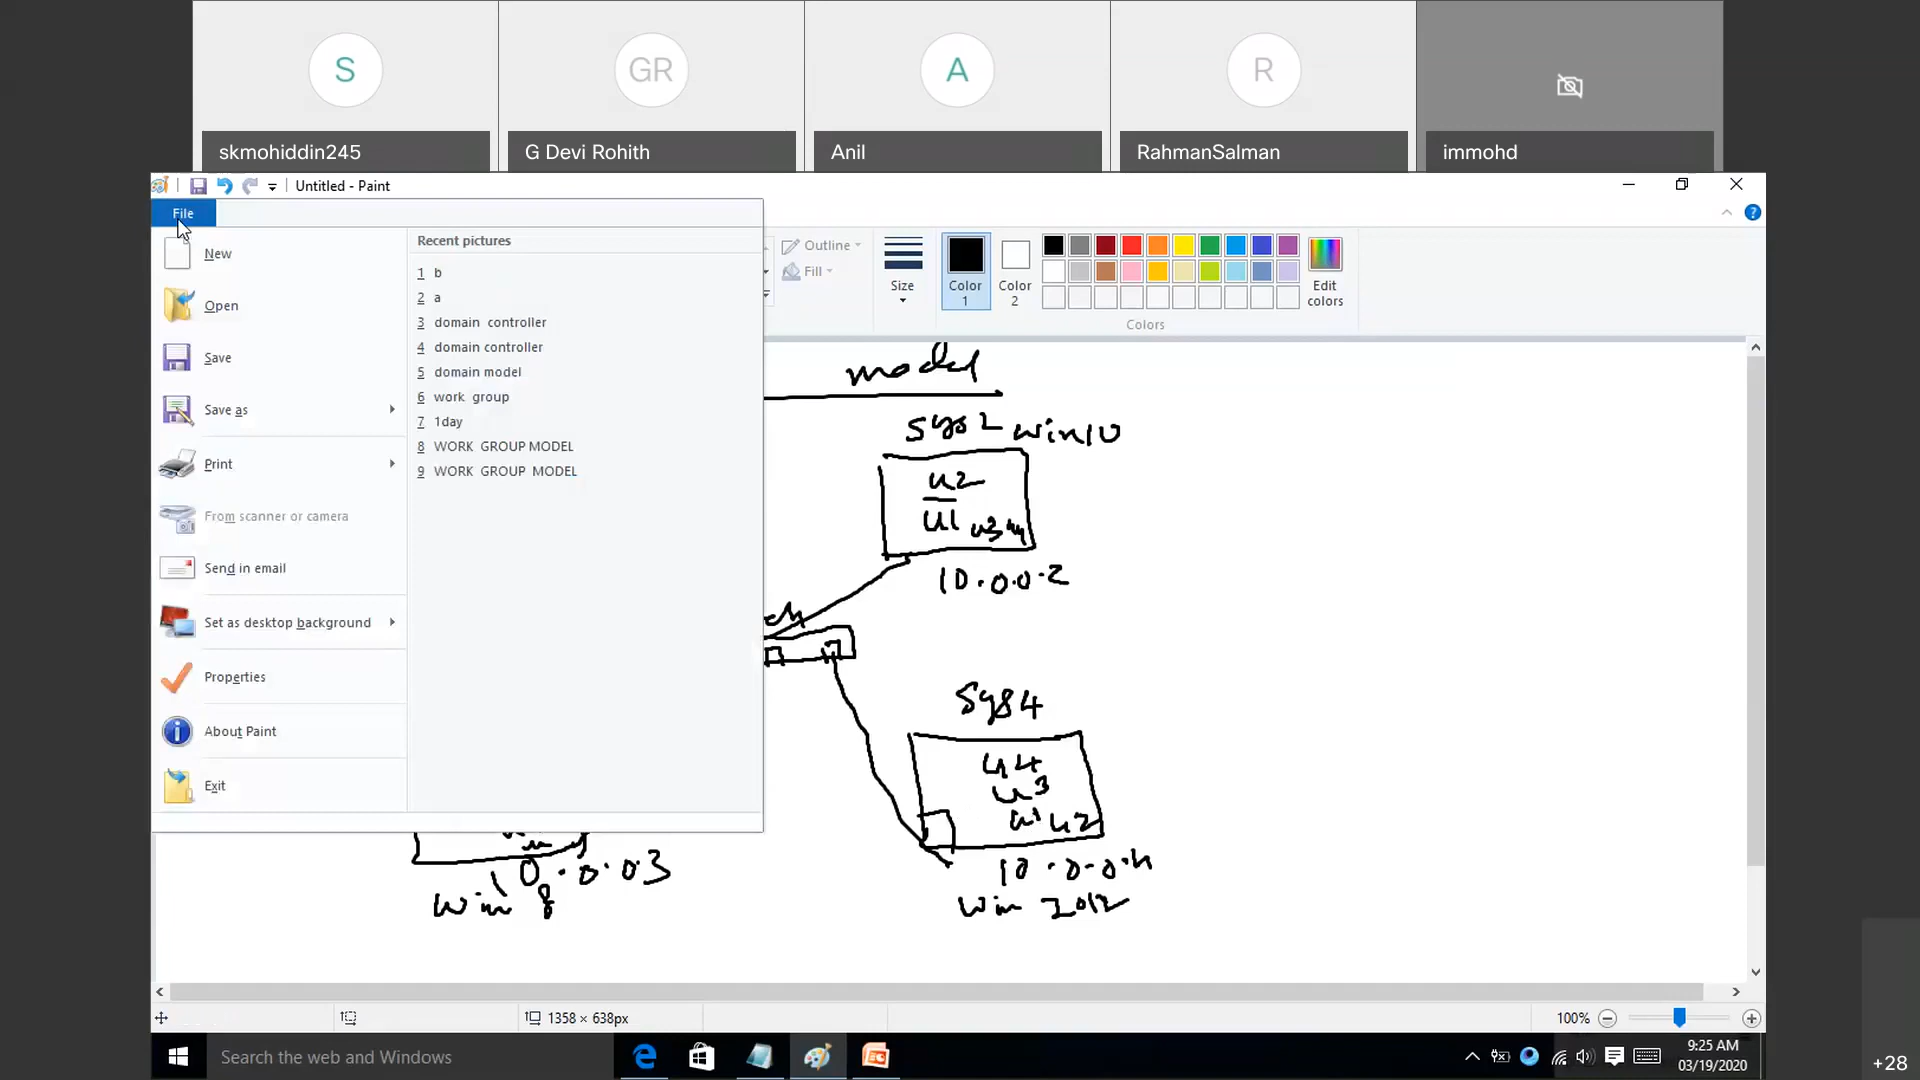 S
GR
A
R
skmohiddin245
G Devi Rohith
Anil
RahmanSalman
immohd
Untitled - Paint
File
New
Open
Save
Save as
Print
From scanner or camera
Send in email
Set as desktop background
Properties
About Paint
Exit
Recent pictures
1 b
2 a
3 domain controller
4 domain controller
5 domain model
6 work group
7 1day
8 WORK GROUP MODEL
9 WORK GROUP MODEL
Outline
Fill
Size
Color 1
Color 2
Edit colors
Colors
model
Sys2 win10
u2
u1 u3 u4
10.0.0.2
ch
Sys4
u4
u3
u1 u2
10.0.0.3
10.0.0.4
Win 8
Win 2012
1358 × 638px
100%
Search the web and Windows
9:25 AM
03/19/2020
+28